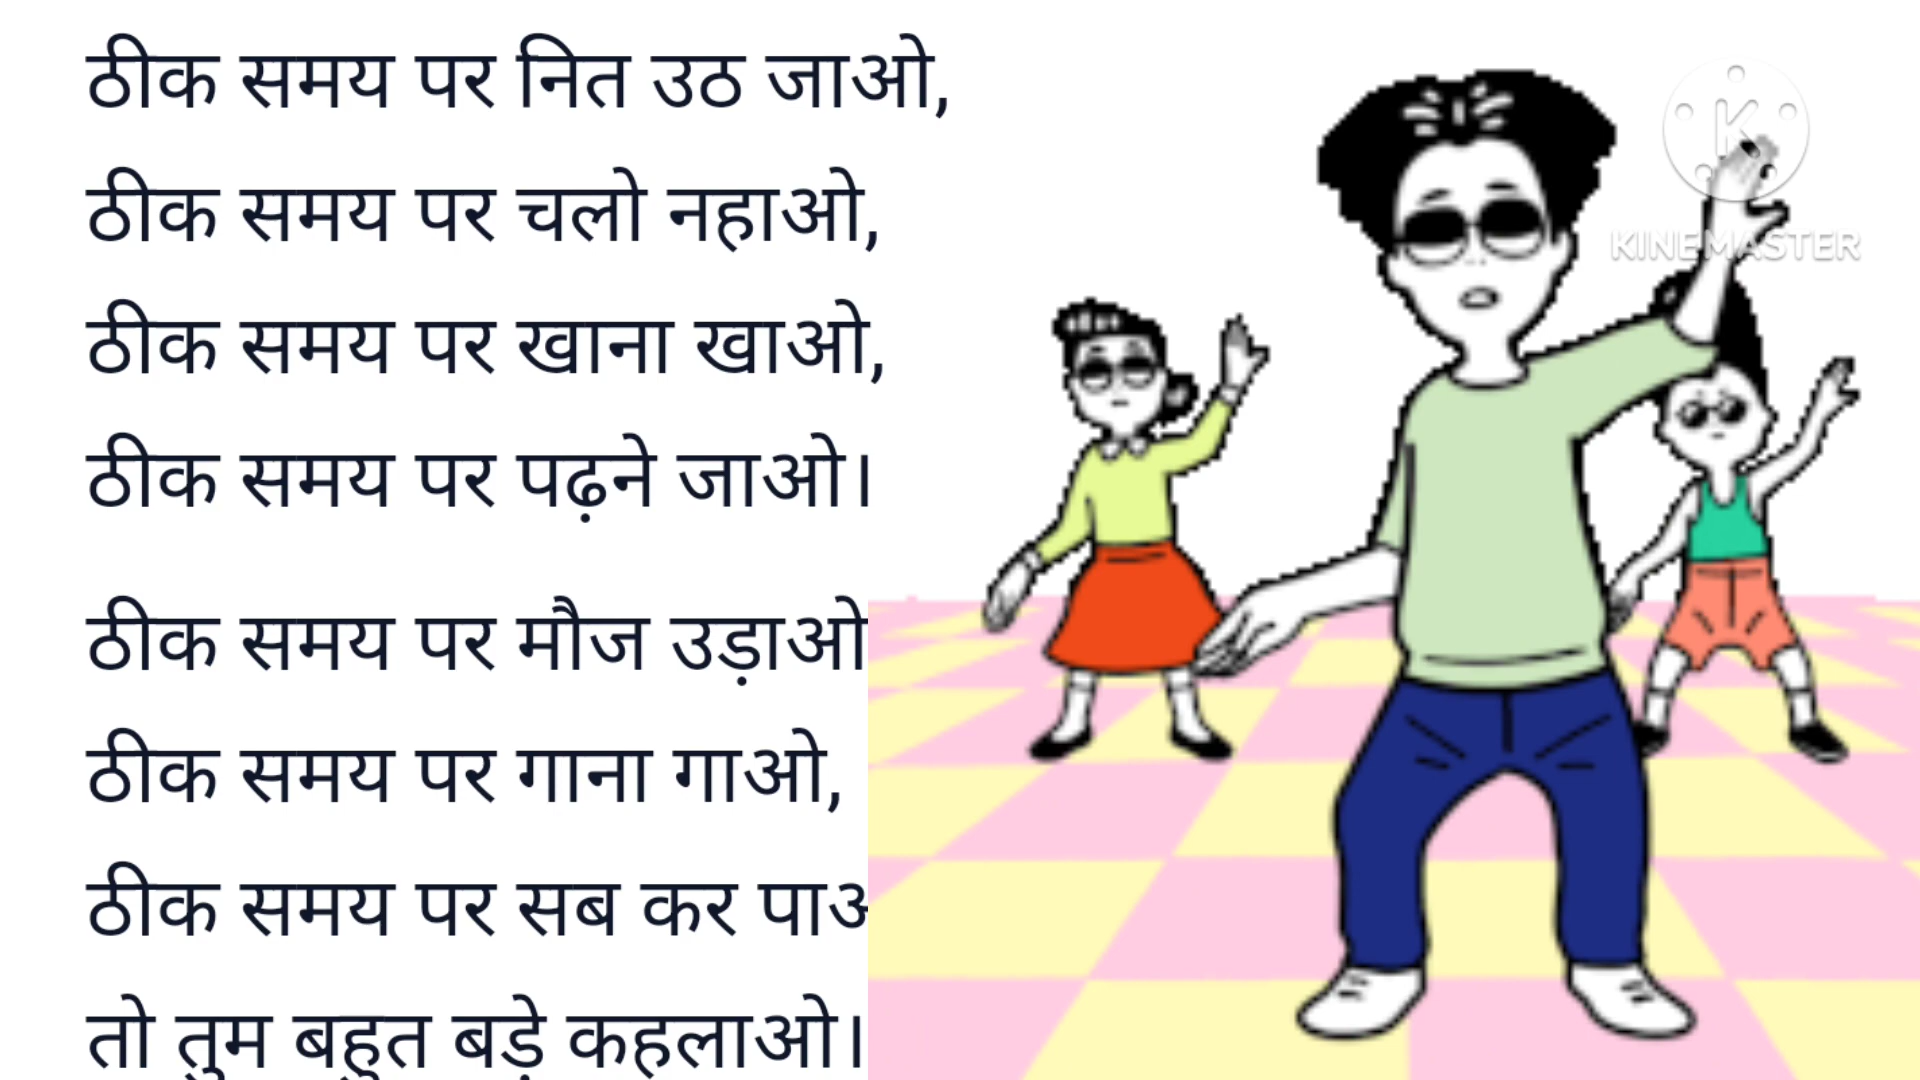 ठीक समय पर नित उठ जाओ,
ठीक समय पर चलो नहाओ,
ठीक समय पर खाना खाओ,
ठीक समय पर पढ़ने जाओ।
ठीक समय पर मौज उड़ाओ
ठीक समय पर गाना गाओ,
ठीक समय पर सब कर
तो तुम बहुत बड़े कहलाओ।
K
KINEMASTER